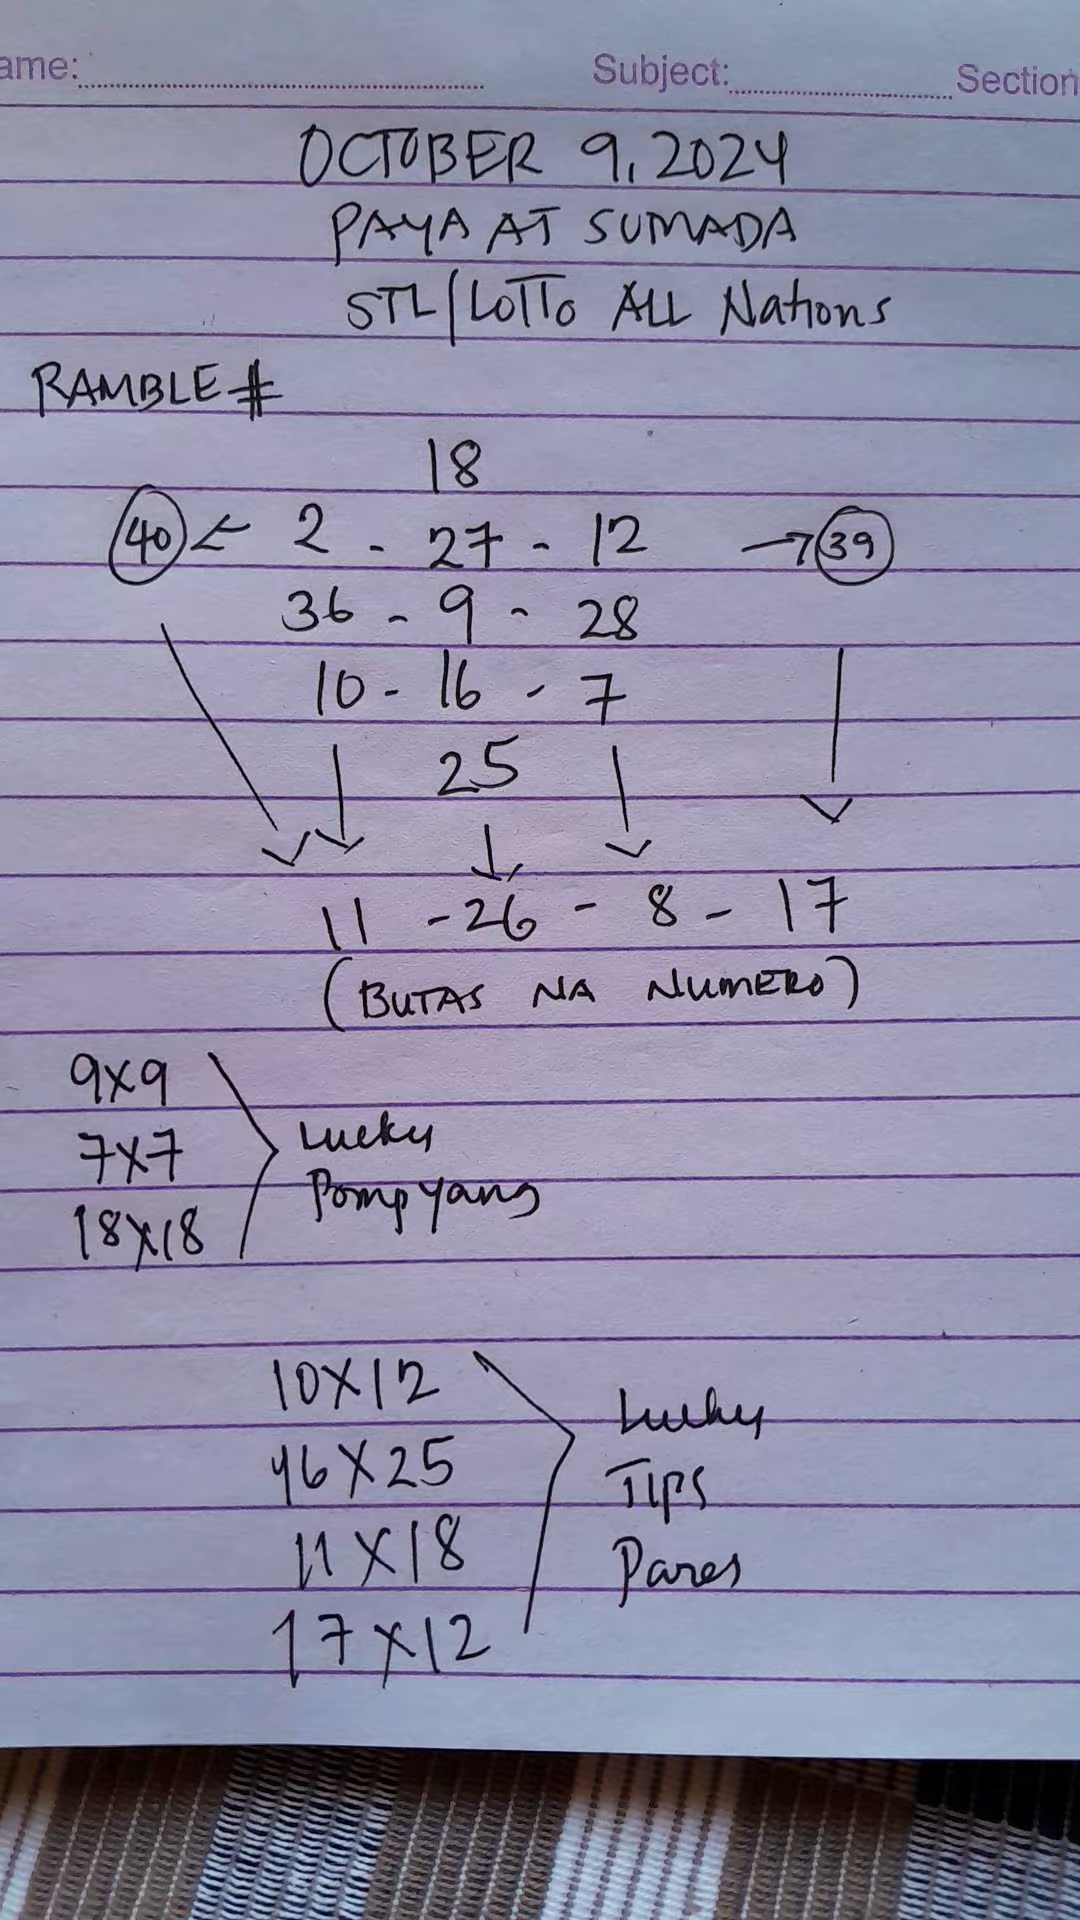 ame: Subject: Section
OCTOBER 9, 2024
PAYA AT SUMADA
STL/LOTTO ALL Nations
RAMBLE #
18
40 ← 2 - 27 - 12 → 39
36 - 9 - 28
10 - 16 - 7
25
11 - 26 - 8 - 17
(BUTAS NA NUMERO)
9X9
7X7
18X18
Lucky
Pompyang
10X12
16X25
11X18
17X12
Lucky
TIPS
Pares